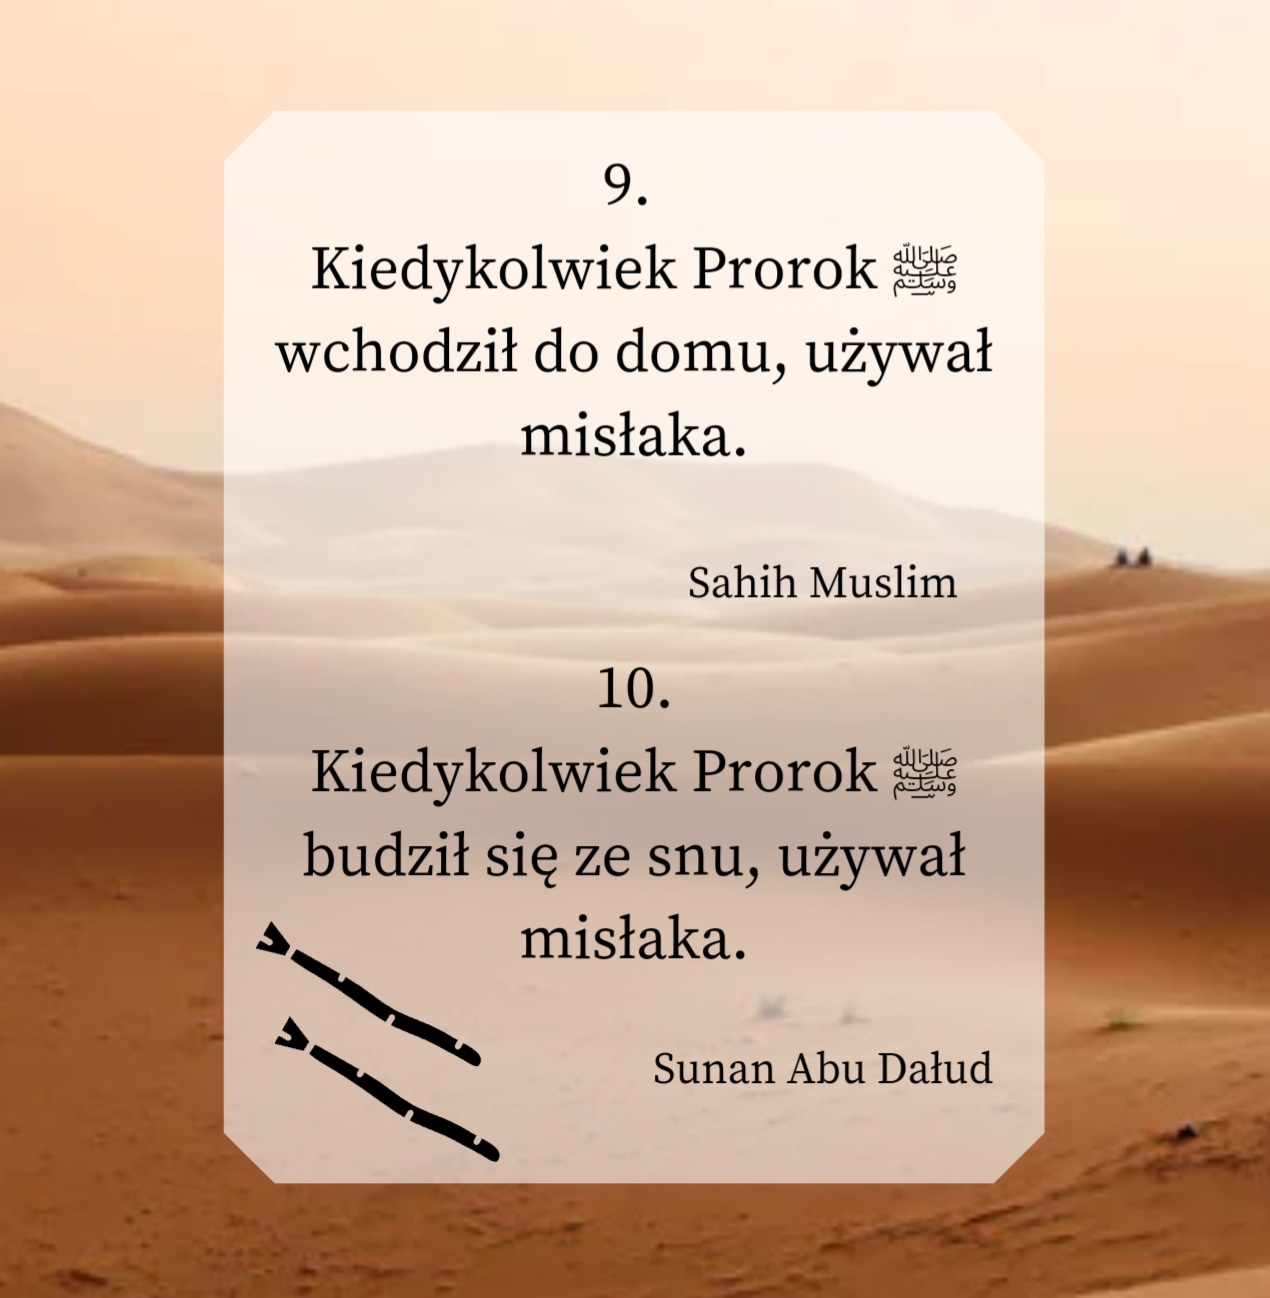 9.
Kiedykolwiek Prorok ﷺ
wchodził do domu, używał
misłaka.
Sahih Muslim
10.
Kiedykolwiek Prorok ﷺ
budził się ze snu, używał
misłaka.
Sunan Abu Dałud